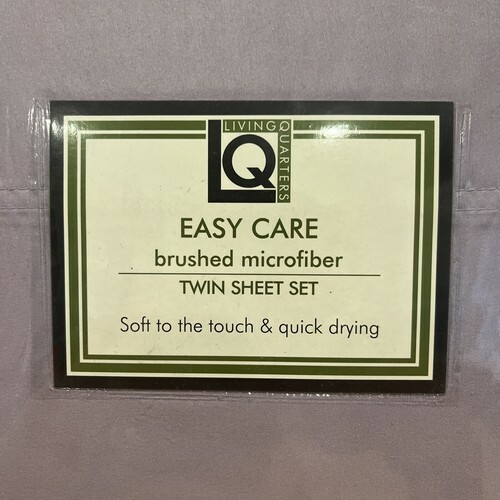 LIVING
QUARTERS
LQ
EASY CARE
brushed microfiber
TWIN SHEET SET
Soft to the touch & quick drying